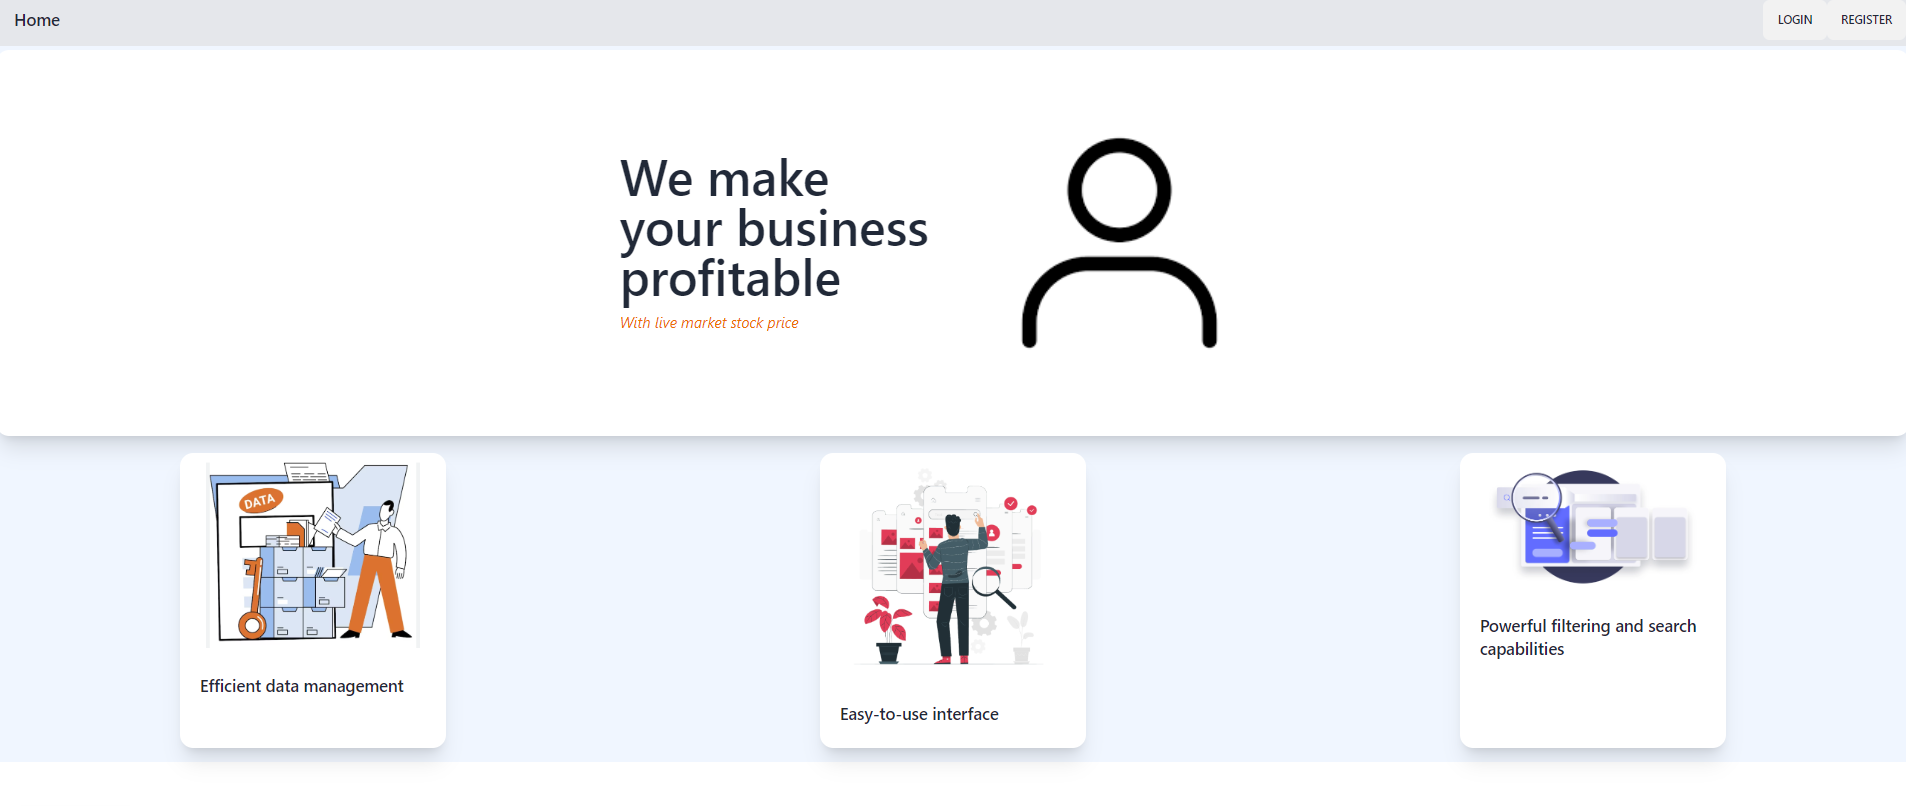 Home
LOGIN
REGISTER
We make
your business
profitable
With live market stock price
DATA
Efficient data management
Easy-to-use interface
Powerful filtering and search
capabilities